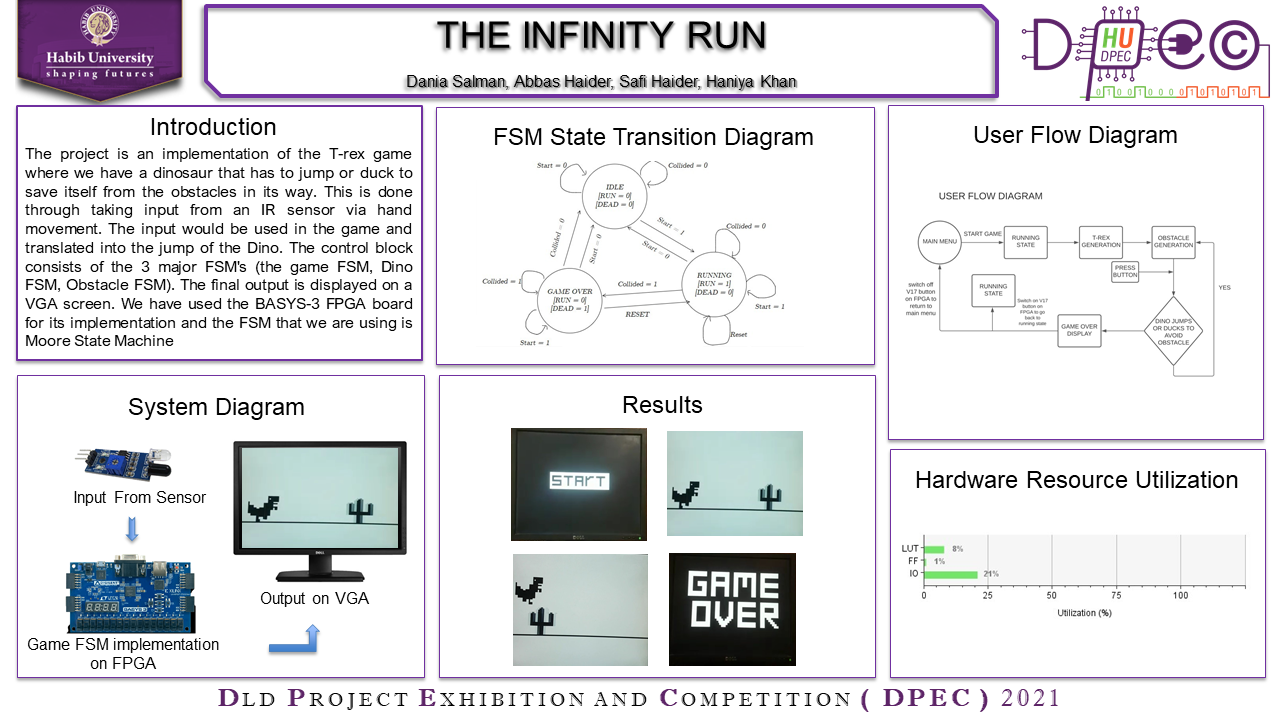 HABIB UNIVERSITY
Habib University
shaping futures
THE INFINITY RUN
Dania Salman, Abbas Haider, Safi Haider, Haniya Khan
HU
DPEC
01000000010101
Introduction
The project is an implementation of the T-rex game
where we have a dinosaur that has to jump or duck to
save itself from the obstacles in its way. This is done
through taking input from an IR sensor via hand
movement. The input would be used in the game and
translated into the jump of the Dino. The control block
consists of the 3 major FSM's (the game FSM, Dino
FSM, Obstacle FSM). The final output is displayed on a
VGA screen. We have used the BASYS-3 FPGA board
for its implementation and the FSM that we are using is
Moore State Machine
FSM State Transition Diagram
Start = 0
Collided = 0
IDLE
[RUN = 0]
[DEAD = 0]
Collided = 0
Start = 0
Start = 1
Start = 0
Collided = 0
Collided = 1
GAME OVER
[RUN = 0]
[DEAD = 1]
Collided = 1
RESET
RUNNING
[RUN = 1]
[DEAD = 0]
Start = 1
Start = 1
Reset
User Flow Diagram
USER FLOW DIAGRAM
MAIN MENU
START GAME
RUNNING
STATE
T-REX
GENERATION
OBSTACLE
GENERATION
PRESS
BUTTON
YES
switch off
V17 button
on FPGA to
return to
main menu
RUNNING
STATE
Switch on V17
button on
FPGA to go
back to
running state
GAME OVER
DISPLAY
DINO JUMPS
OR DUCKS TO
AVOID
OBSTACLE
System Diagram
Input From Sensor
Game FSM implementation
on FPGA
DELL
Output on VGA
Results
START
GAME
OVER
Hardware Resource Utilization
LUT 8%
FF 1%
IO 21%
0 25 50 75 100
Utilization (%)
DLD PROJECT EXHIBITION AND COMPETITION ( DPEC ) 2021